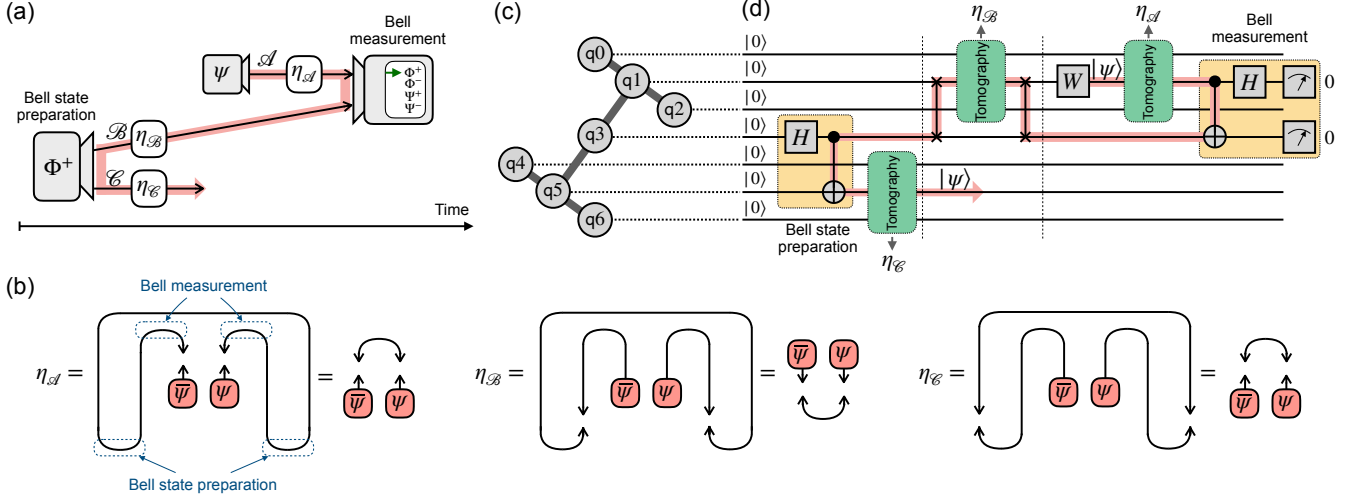 (a)
Bell
measurement
ψ
𝒜
η𝒜
Φ+
Φ−
Ψ+
Ψ−
Bell state
preparation
Φ+
ℬ
ηℬ
𝒞
η𝒞
Time
(c)
q0
q1
q2
q3
q4
q5
q6
(d)
ηℬ
η𝒜
Bell
measurement
|0⟩
|0⟩
|0⟩
|0⟩
|0⟩
|0⟩
|0⟩
H
Tomography
Tomography
W
|ψ⟩
Tomography
H
0
0
|ψ⟩
Bell state
preparation
η𝒞
(b)
Bell measurement
η𝒜 =
ψ̅
ψ
=
ψ̅
ψ
Bell state preparation
ηℬ =
ψ̅
ψ
=
ψ̅
ψ
η𝒞 =
ψ̅
ψ
=
ψ̅
ψ